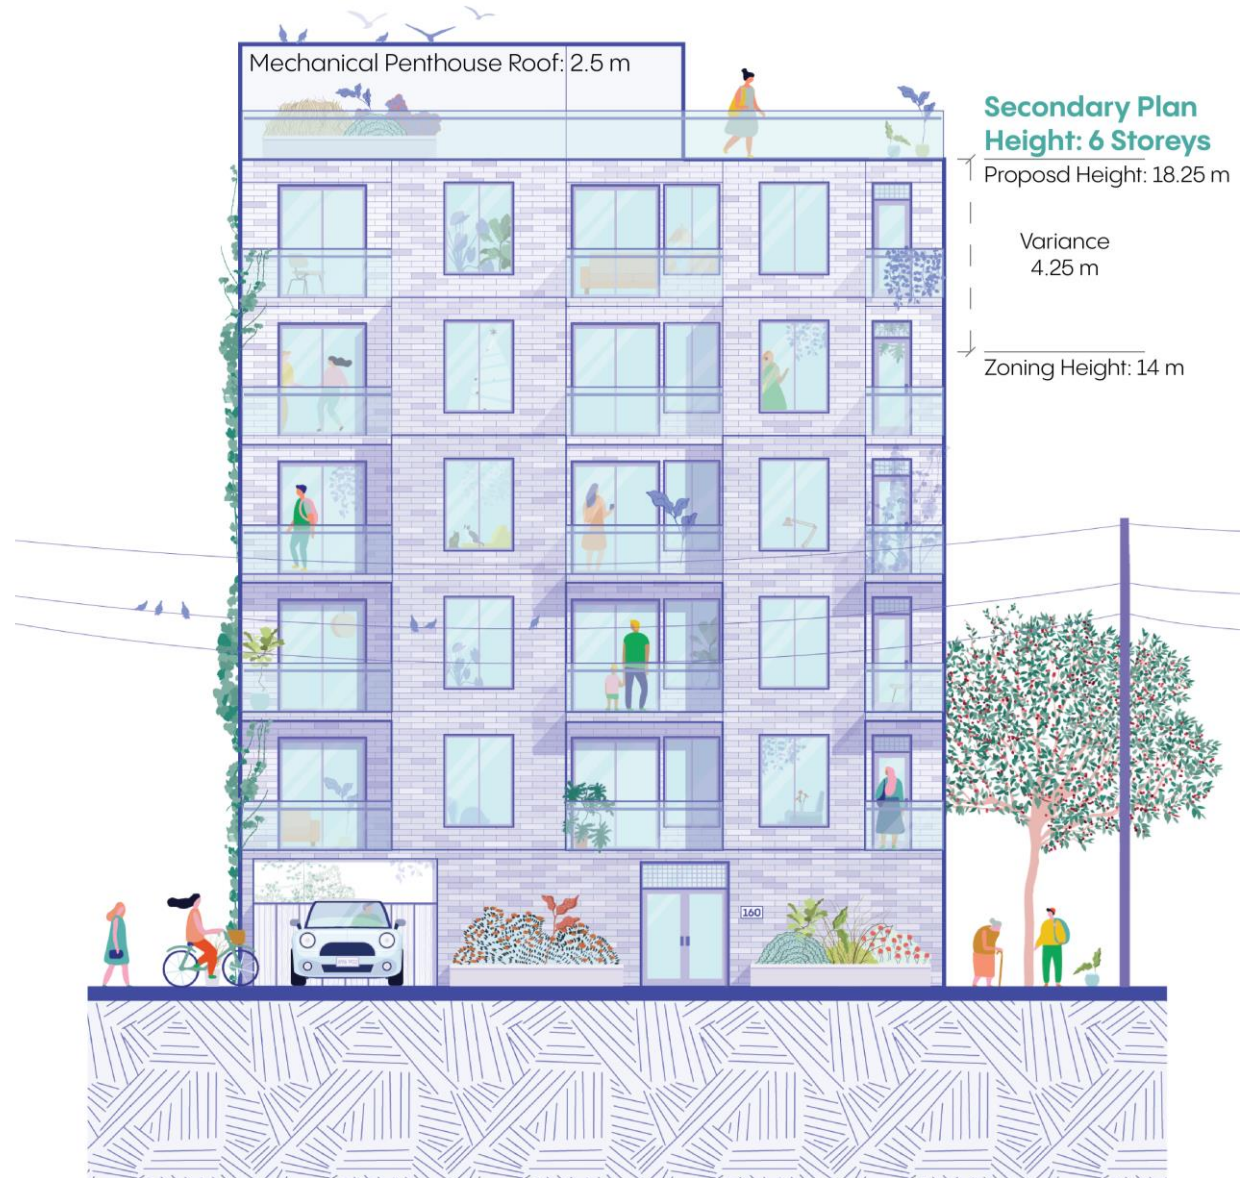 Mechanical Penthouse Roof: 2.5 m
Secondary Plan
Height: 6 Storeys
Proposd Height: 18.25 m
Variance
4.25 m
Zoning Height: 14 m
160